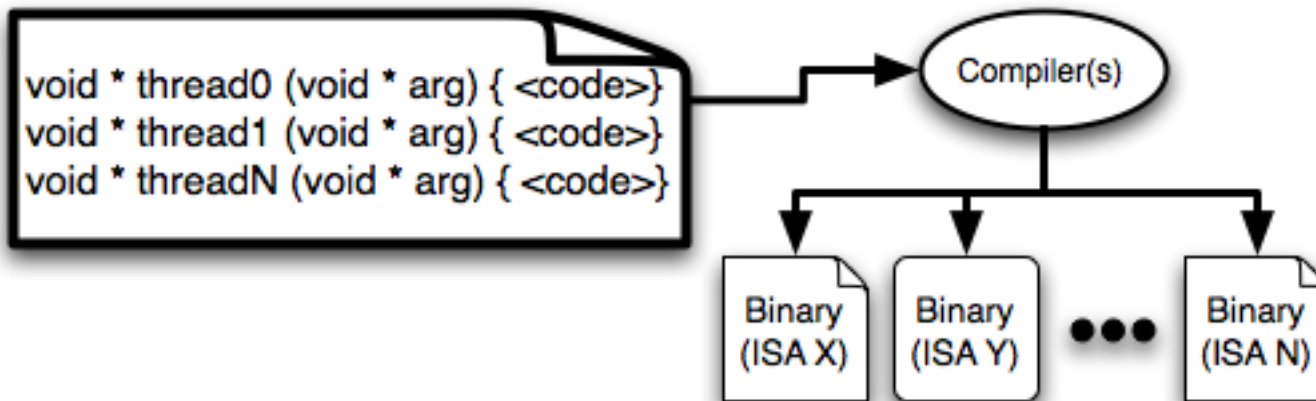 void * thread0 (void * arg) { <code>}
void * thread1 (void * arg) { <code>}
void * threadN (void * arg) { <code>}
Compiler(s)
Binary
(ISA X)
Binary
(ISA Y)
Binary
(ISA N)